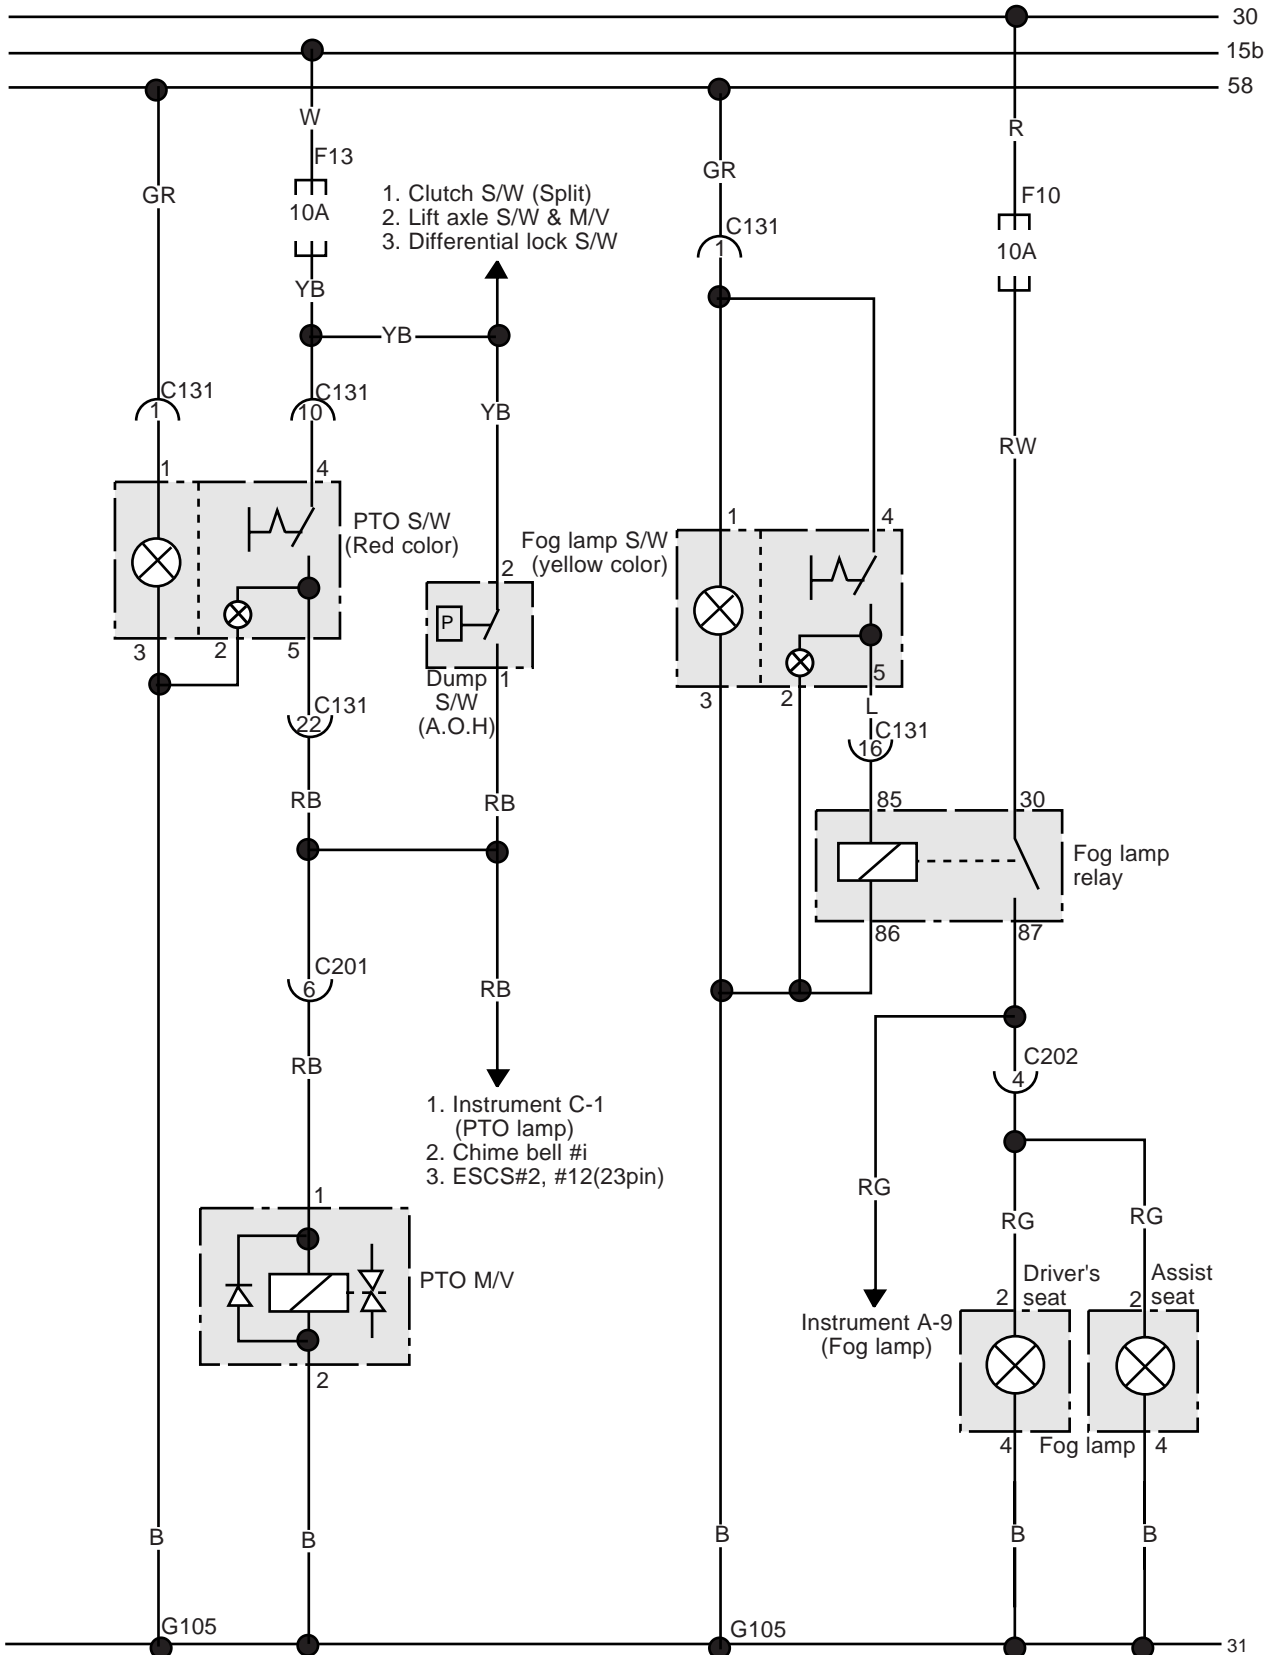 30
15b
58
W
R
F13
GR
GR
F10
10A
1. Clutch S/W (Split)
2. Lift axle S/W & M/V
3. Differential lock S/W
C131
1
10A
YB
YB
C131
1
C131
10
YB
RW
1
4
PTO S/W
(Red color)
1
4
Fog lamp S/W
(yellow color)
2
P
3
2
5
Dump
S/W
(A.O.H)
1
3
2
5
L
C131
22
C131
16
RB
RB
85
30
Fog lamp
relay
86
87
C201
6
RB
C202
4
RB
1. Instrument C-1
(PTO lamp)
2. Chime bell #i
3. ESCS#2, #12(23pin)
RG
RG
RG
1
PTO M/V
2
Driver's
seat
2
Assist
seat
2
Instrument A-9
(Fog lamp)
4
Fog lamp
4
B
B
B
B
B
G105
G105
31